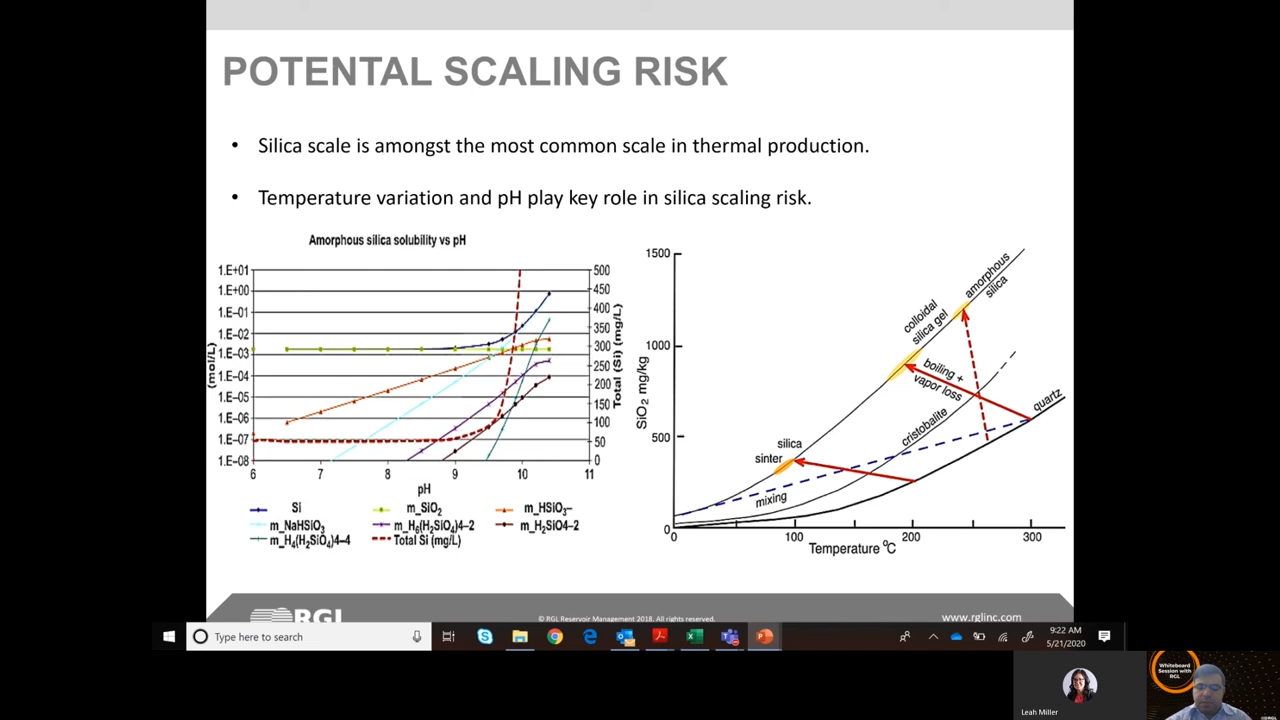 POTENTAL SCALING RISK
• Silica scale is amongst the most common scale in thermal production.
• Temperature variation and pH play key role in silica scaling risk.
Amorphous silica solubility vs pH
1.E+01
1.E+00
1.E-01
1.E-02
1.E-03
1.E-04
1.E-05
1.E-06
1.E-07
1.E-08
(mol/L)
500
450
400
350
300
250
200
150
100
50
0
Total (Si) (mg/L)
6 7 8 9 10 11
pH
Si m_SiO2 m_HSiO3-
m_NaHSiO3 m_H6(H2SiO4)4-2 m_H2SiO4-2
m_H4(H2SiO4)4-4 Total Si (mg/L)
1500
1000
500
0
SiO2 mg/kg
amorphous
silica
colloidal
silica gel
boiling +
vapor loss
quartz
cristobalite
silica
sinter
mixing
0 100 200 300
Temperature °C
RGL
© RGL Reservoir Management 2018. All rights reserved.
www.rglinc.com
Type here to search
9:22 AM
5/21/2020
Whiteboard
Session with
RGL
Leah Miller